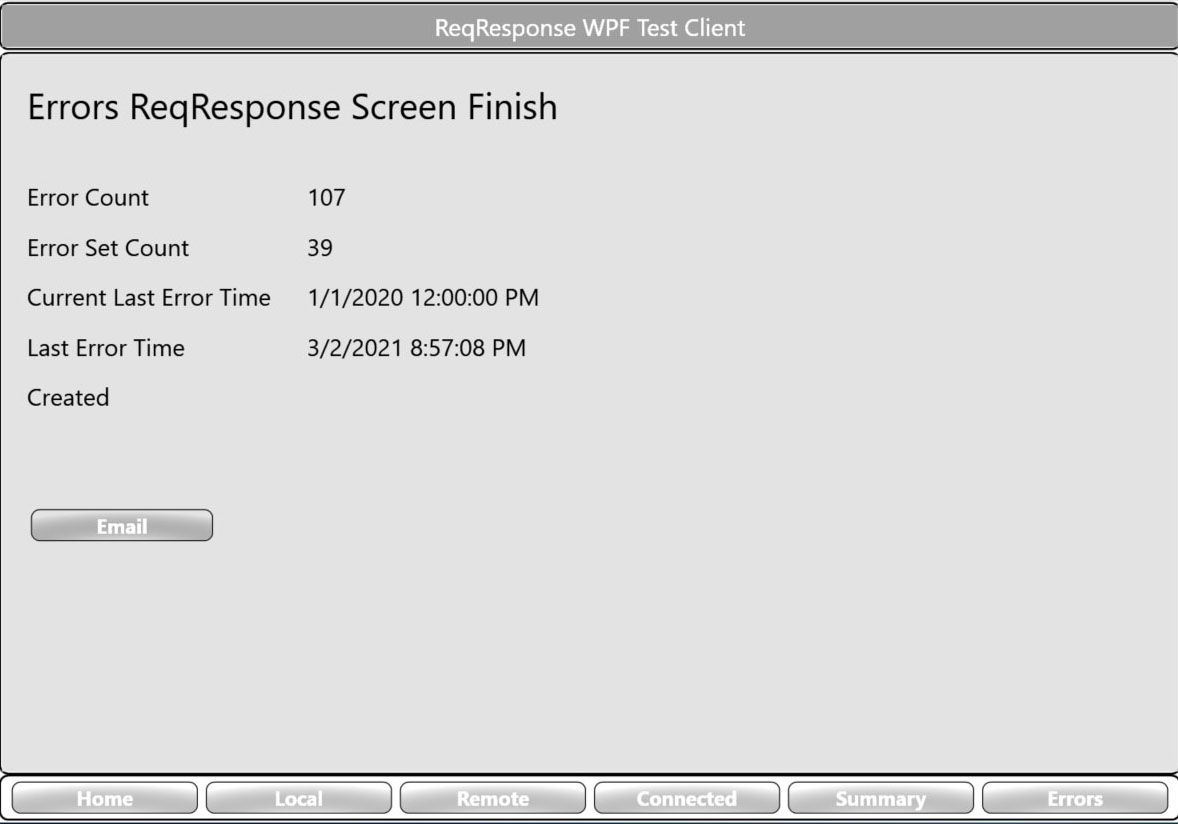 ReqResponse WPF Test Client
Errors ReqResponse Screen Finish
Error Count 107
Error Set Count 39
Current Last Error Time 1/1/2020 12:00:00 PM
Last Error Time 3/2/2021 8:57:08 PM
Created
Email
Home Local Remote Connected Summary Errors